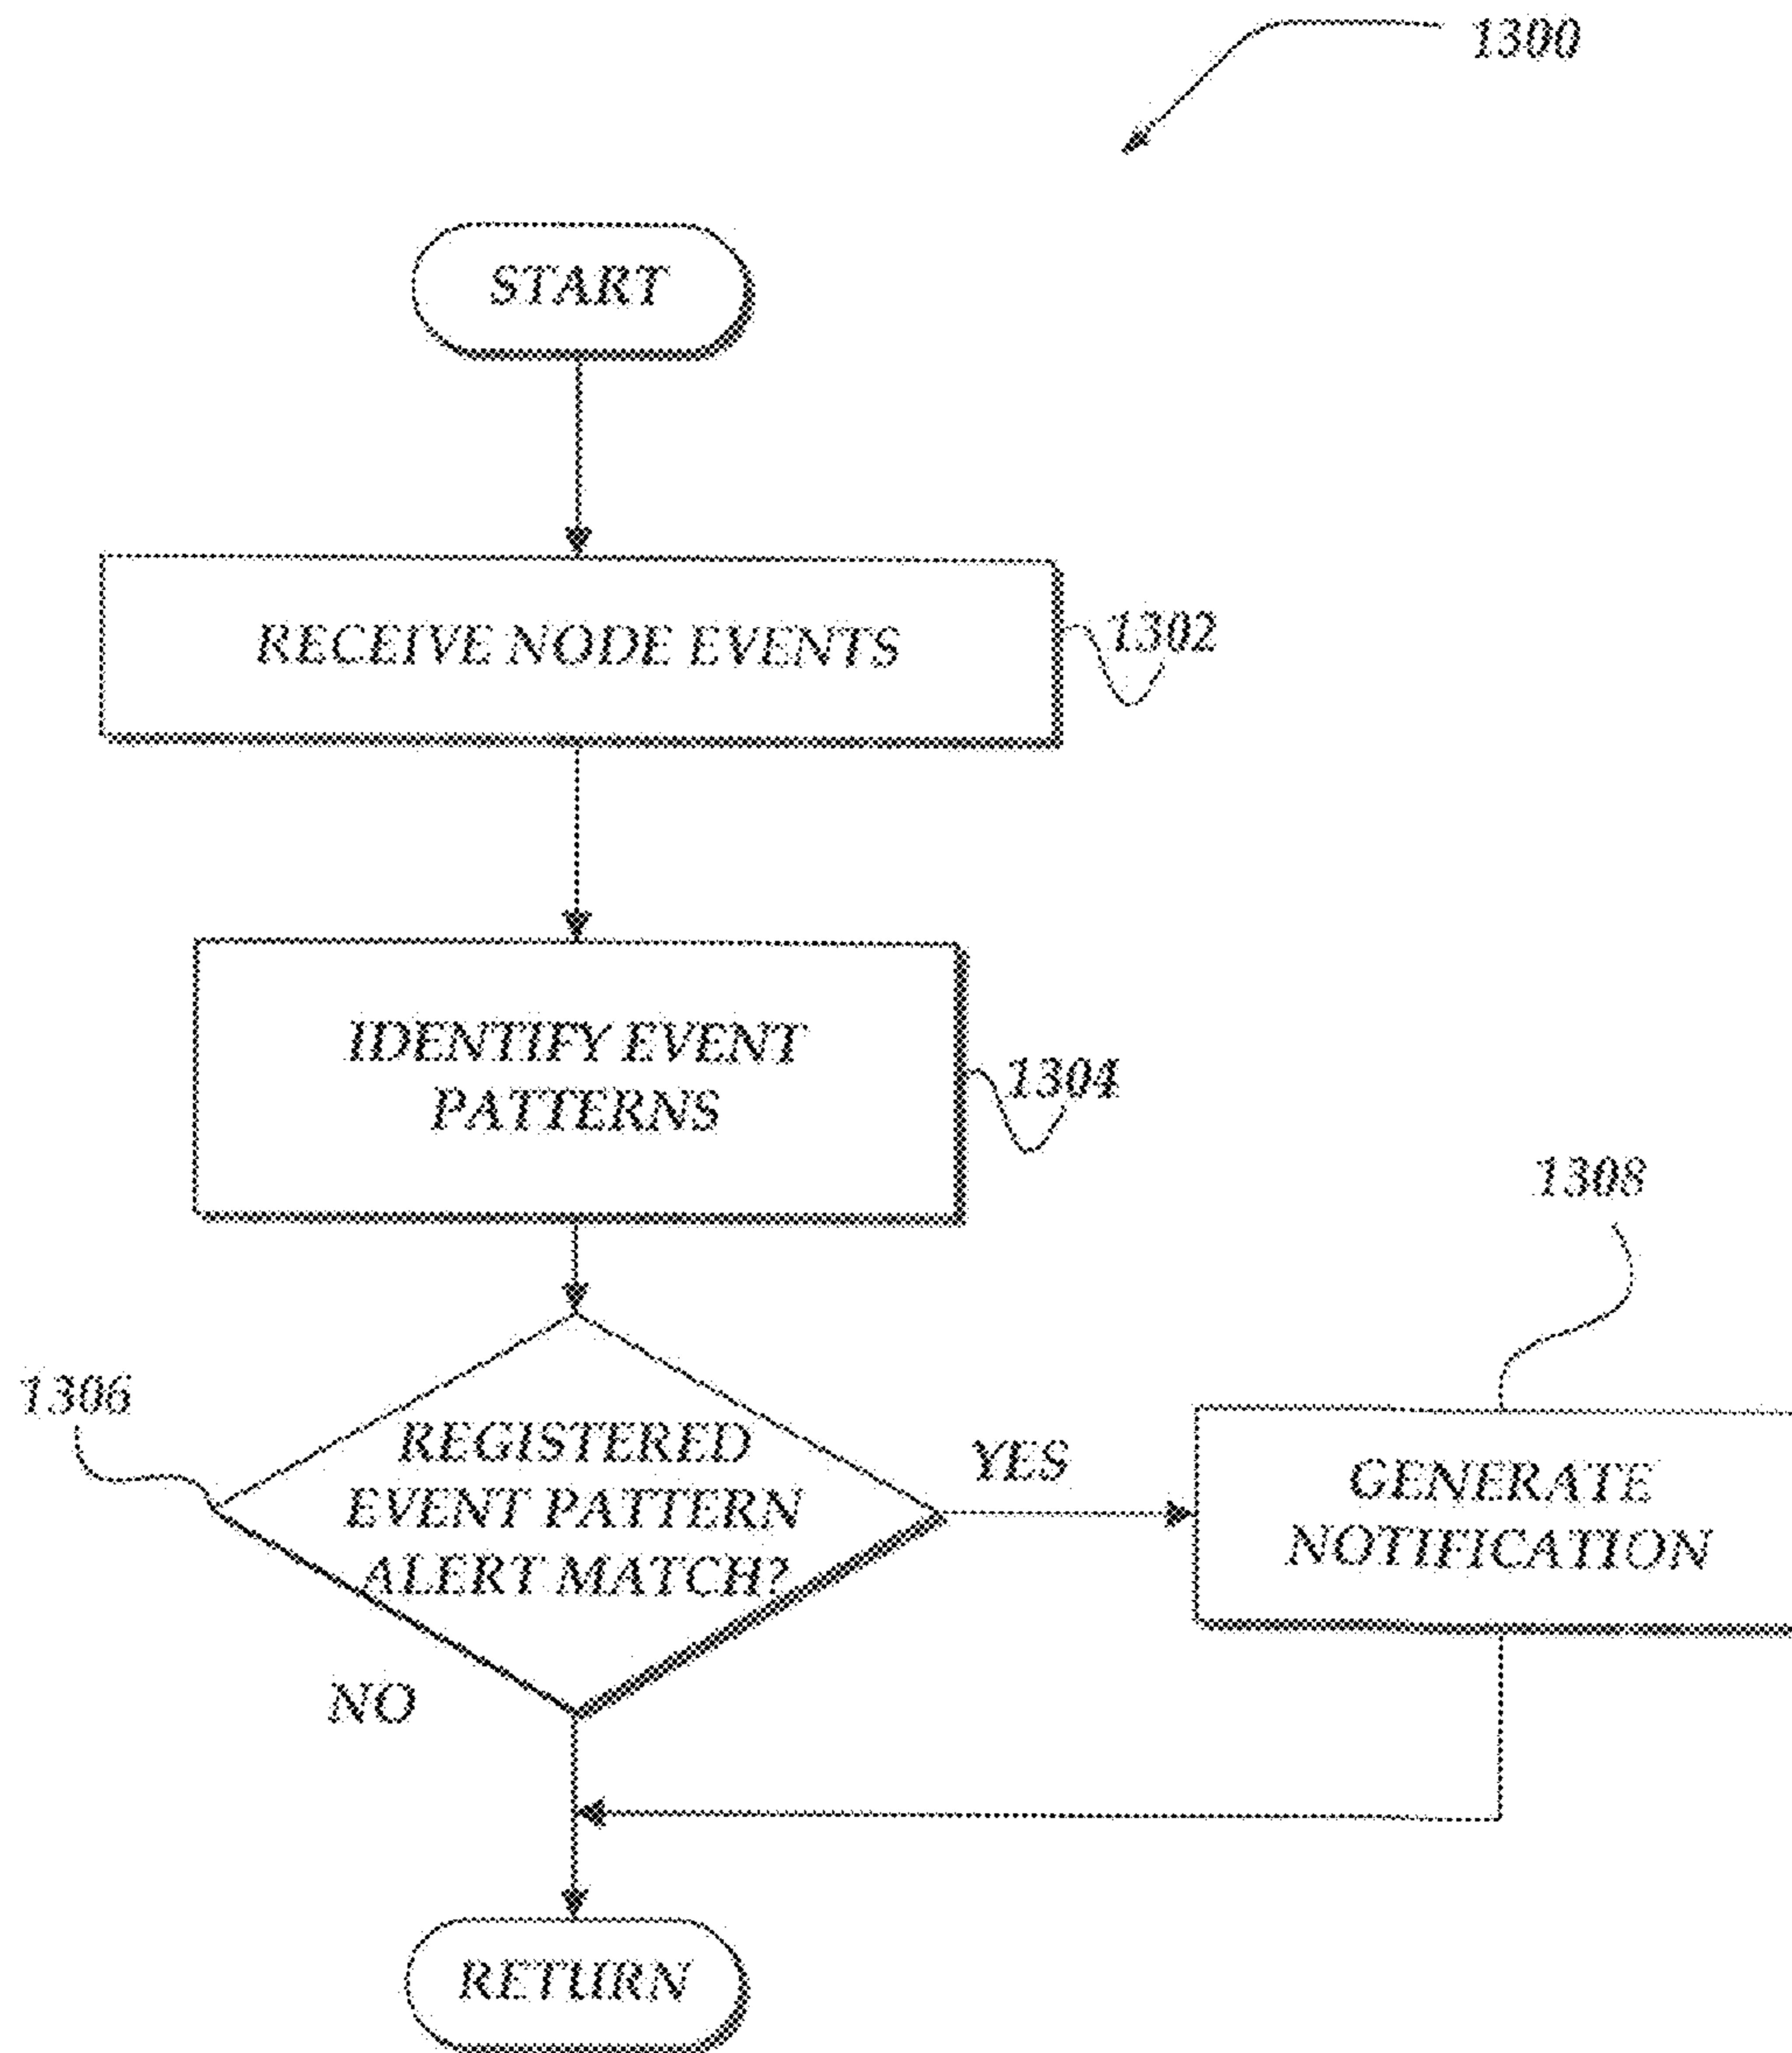 1300
START
RECEIVE NODE EVENTS
1302
IDENTIFY EVENT
PATTERNS
1304
1308
1306
REGISTERED
EVENT PATTERN
ALERT MATCH?
YES
GENERATE
NOTIFICATION
NO
RETURN